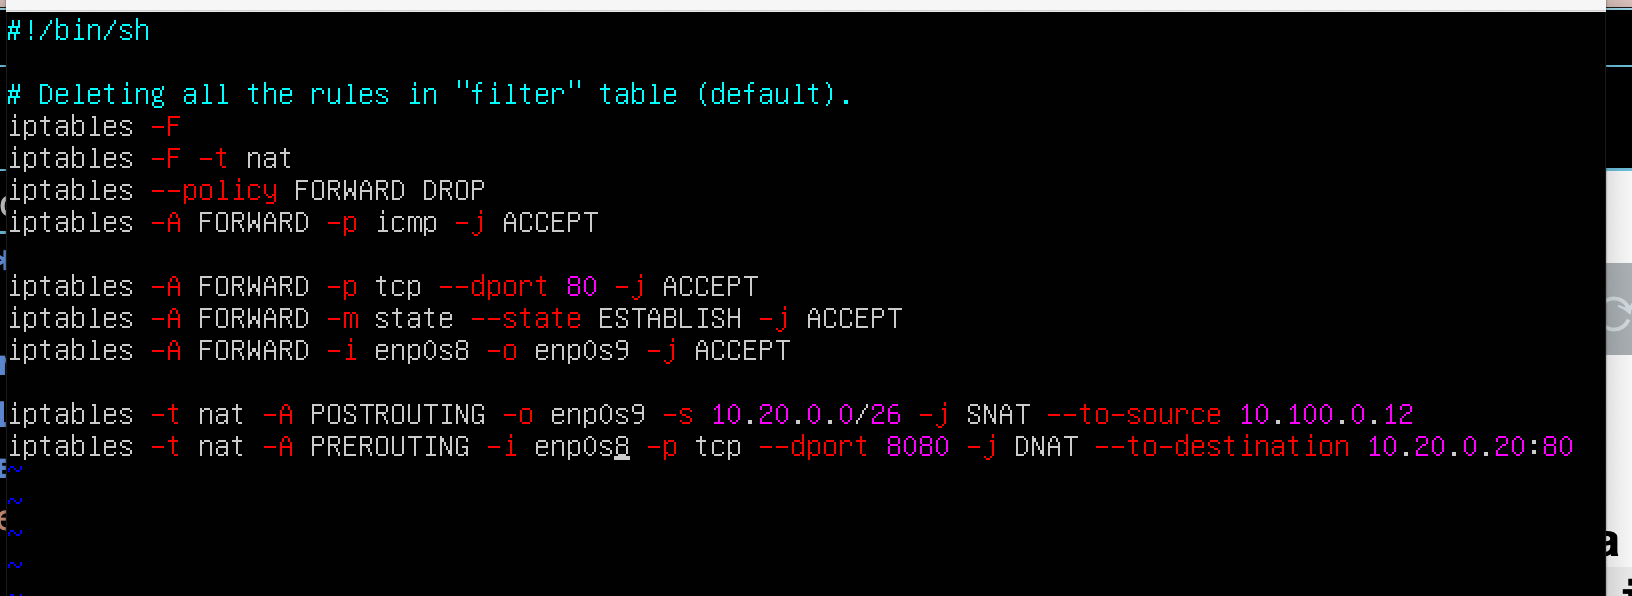 #!/bin/sh
# Deleting all the rules in "filter" table (default).
iptables -F
iptables -F -t nat
iptables --policy FORWARD DROP
iptables -A FORWARD -p icmp -j ACCEPT
iptables -A FORWARD -p tcp --dport 80 -j ACCEPT
iptables -A FORWARD -m state --state ESTABLISH -j ACCEPT
iptables -A FORWARD -i enp0s8 -o enp0s9 -j ACCEPT
iptables -t nat -A POSTROUTING -o enp0s9 -s 10.20.0.0/26 -j SNAT --to-source 10.100.0.12
iptables -t nat -A PREROUTING -i enp0s8 -p tcp --dport 8080 -j DNAT --to-destination 10.20.0.20:80
~
~
~
~
~